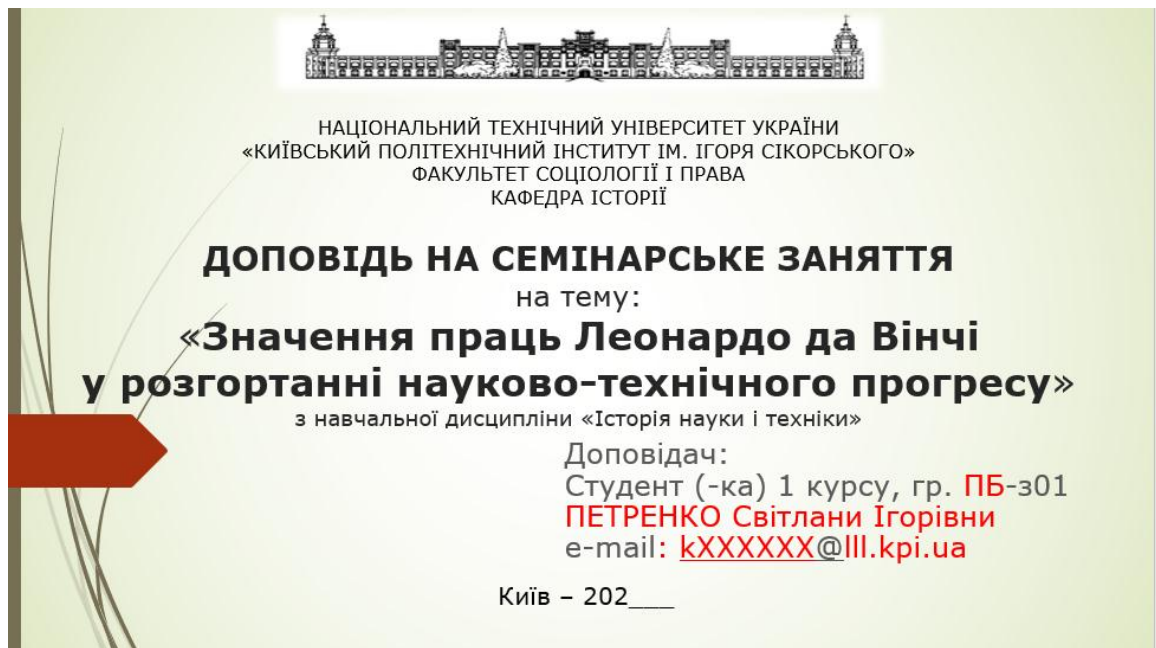 НАЦІОНАЛЬНИЙ ТЕХНІЧНИЙ УНІВЕРСИТЕТ УКРАЇНИ
«КИЇВСЬКИЙ ПОЛІТЕХНІЧНИЙ ІНСТИТУТ ІМ. ІГОРЯ СІКОРСЬКОГО»
ФАКУЛЬТЕТ СОЦІОЛОГІЇ І ПРАВА
КАФЕДРА ІСТОРІЇ
ДОПОВІДЬ НА СЕМІНАРСЬКЕ ЗАНЯТТЯ
на тему:
«Значення праць Леонардо да Вінчі
у розгортанні науково-технічного прогресу»
з навчальної дисципліни «Історія науки і техніки»
Доповідач:
Студент (-ка) 1 курсу, гр. ПБ-з01
ПЕТРЕНКО Світлани Ігорівни
e-mail: kXXXXXX@lll.kpi.ua
Київ – 202___